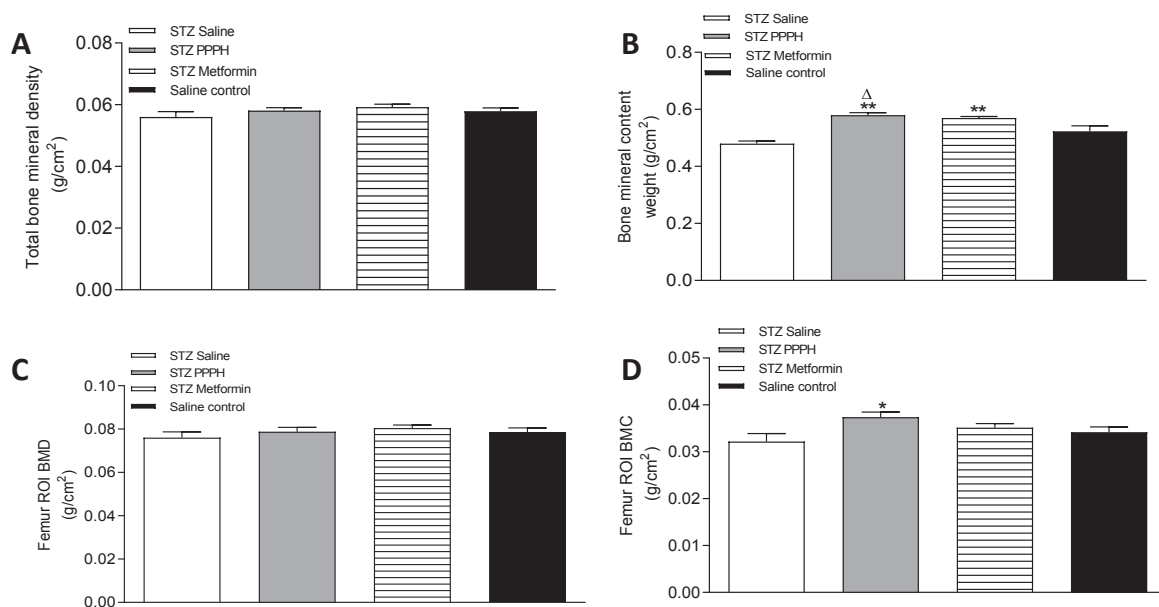 A
STZ Saline
STZ PPPH
STZ Metformin
Saline control
Total bone mineral density
(g/cm²)
0.08
0.06
0.04
0.02
0.00
B
STZ Saline
STZ PPPH
STZ Metformin
Saline control
Bone mineral content
weight (g/cm²)
0.8
0.6
0.4
0.2
0.0
Δ
**
**
C
STZ Saline
STZ PPPH
STZ Metformin
Saline control
Femur ROI BMD
(g/cm²)
0.10
0.08
0.06
0.04
0.02
0.00
D
STZ Saline
STZ PPPH
STZ Metformin
Saline control
Femur ROI BMC
(g/cm²)
0.05
0.04
0.03
0.02
0.01
0.00
*